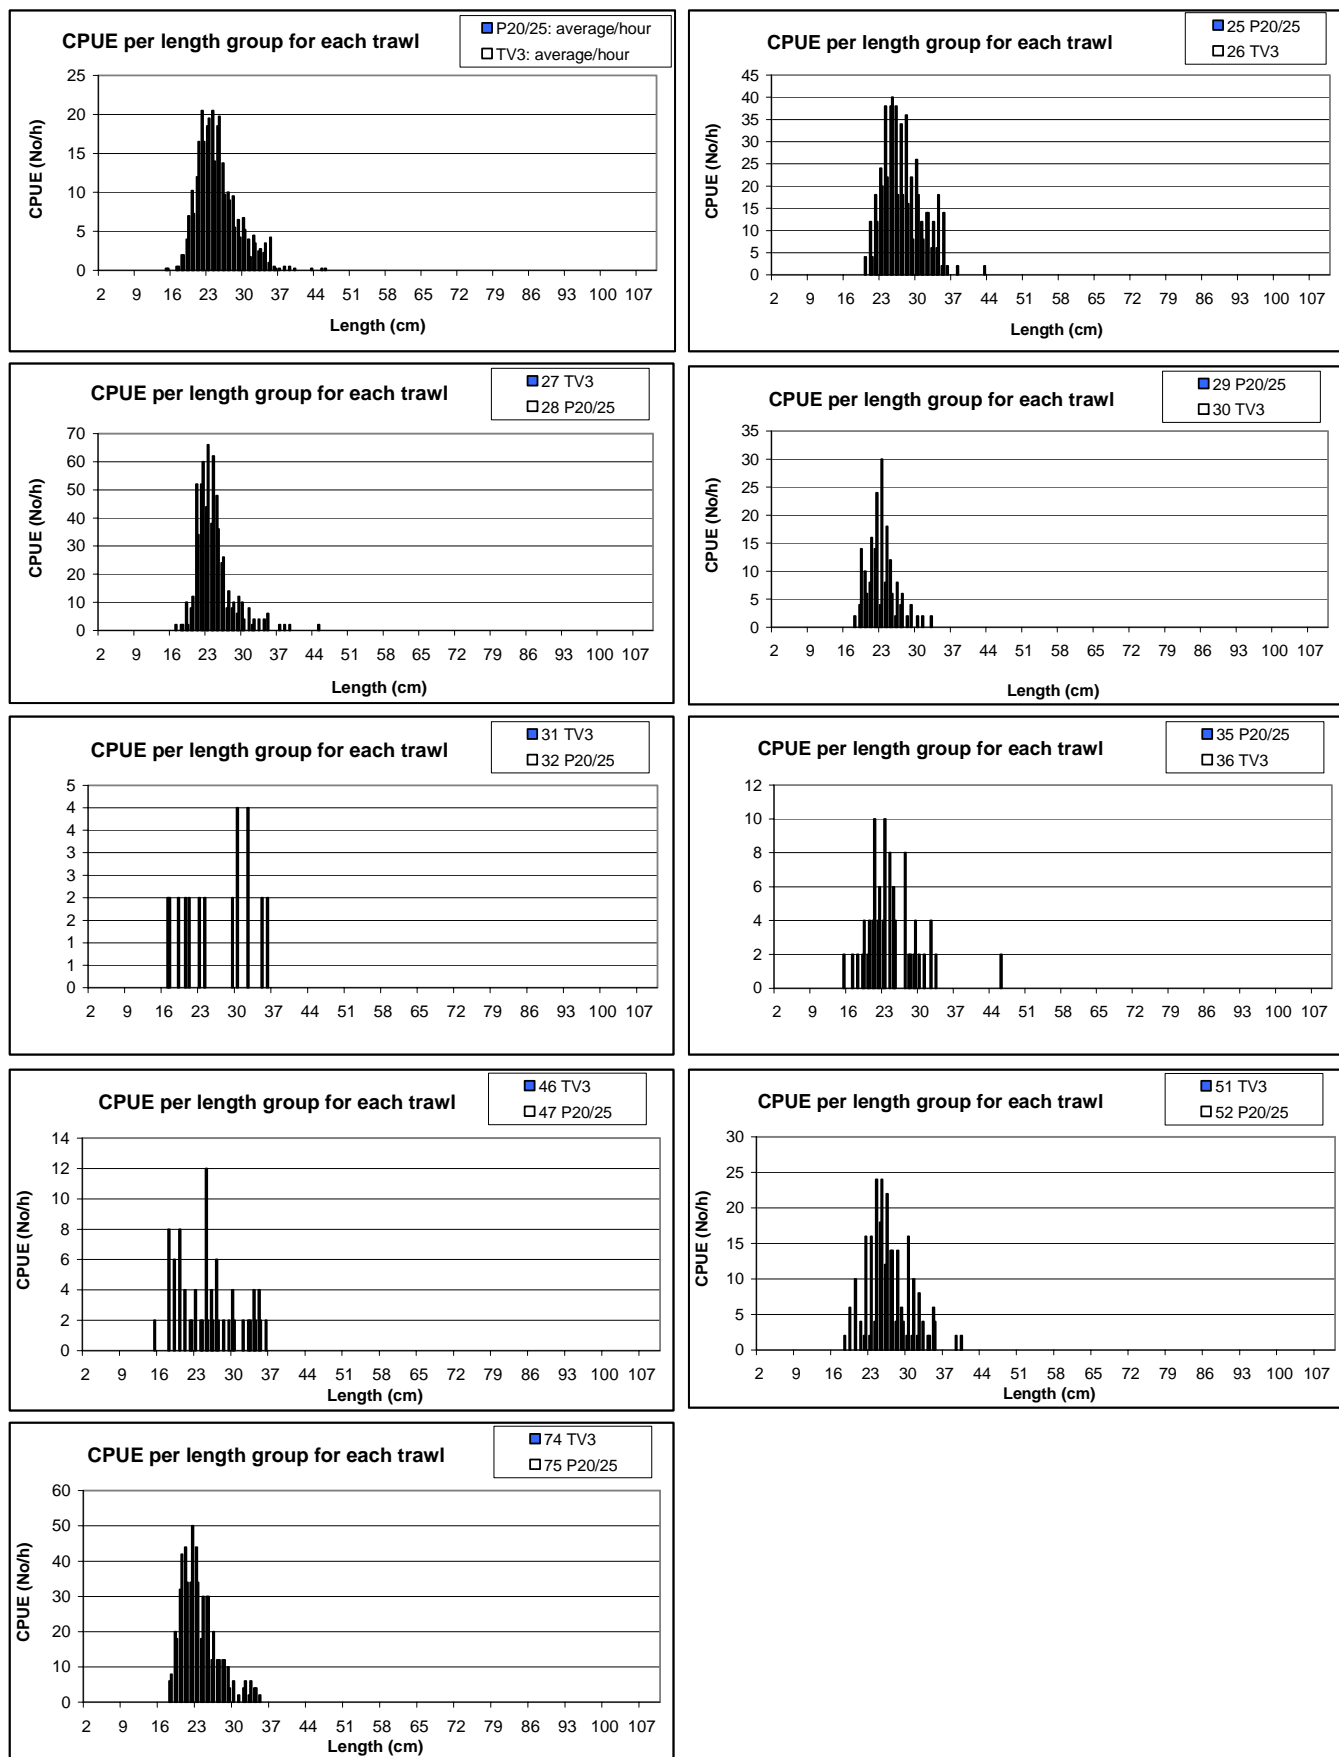 CPUE per length group for each trawl
P20/25: average/hour
TV3: average/hour
CPUE (No/h)
25
20
15
10
5
0
2 9 16 23 30 37 44 51 58 65 72 79 86 93 100 107
Length (cm)
CPUE per length group for each trawl
25 P20/25
26 TV3
CPUE (No/h)
45
40
35
30
25
20
15
10
5
0
2 9 16 23 30 37 44 51 58 65 72 79 86 93 100 107
Length (cm)
CPUE per length group for each trawl
27 TV3
28 P20/25
CPUE (No/h)
70
60
50
40
30
20
10
0
2 9 16 23 30 37 44 51 58 65 72 79 86 93 100 107
Length (cm)
CPUE per length group for each trawl
29 P20/25
30 TV3
CPUE (No/h)
35
30
25
20
15
10
5
0
2 9 16 23 30 37 44 51 58 65 72 79 86 93 100 107
Length (cm)
CPUE per length group for each trawl
31 TV3
32 P20/25
5
4
4
3
3
2
2
1
1
0
2 9 16 23 30 37 44 51 58 65 72 79 86 93 100 107
CPUE per length group for each trawl
35 P20/25
36 TV3
12
10
8
6
4
2
0
2 9 16 23 30 37 44 51 58 65 72 79 86 93 100 107
CPUE per length group for each trawl
46 TV3
47 P20/25
CPUE (No/h)
14
12
10
8
6
4
2
0
2 9 16 23 30 37 44 51 58 65 72 79 86 93 100 107
Length (cm)
CPUE per length group for each trawl
51 TV3
52 P20/25
CPUE (No/h)
30
25
20
15
10
5
0
2 9 16 23 30 37 44 51 58 65 72 79 86 93 100 107
Length (cm)
CPUE per length group for each trawl
74 TV3
75 P20/25
CPUE (No/h)
60
50
40
30
20
10
0
2 9 16 23 30 37 44 51 58 65 72 79 86 93 100 107
Length (cm)